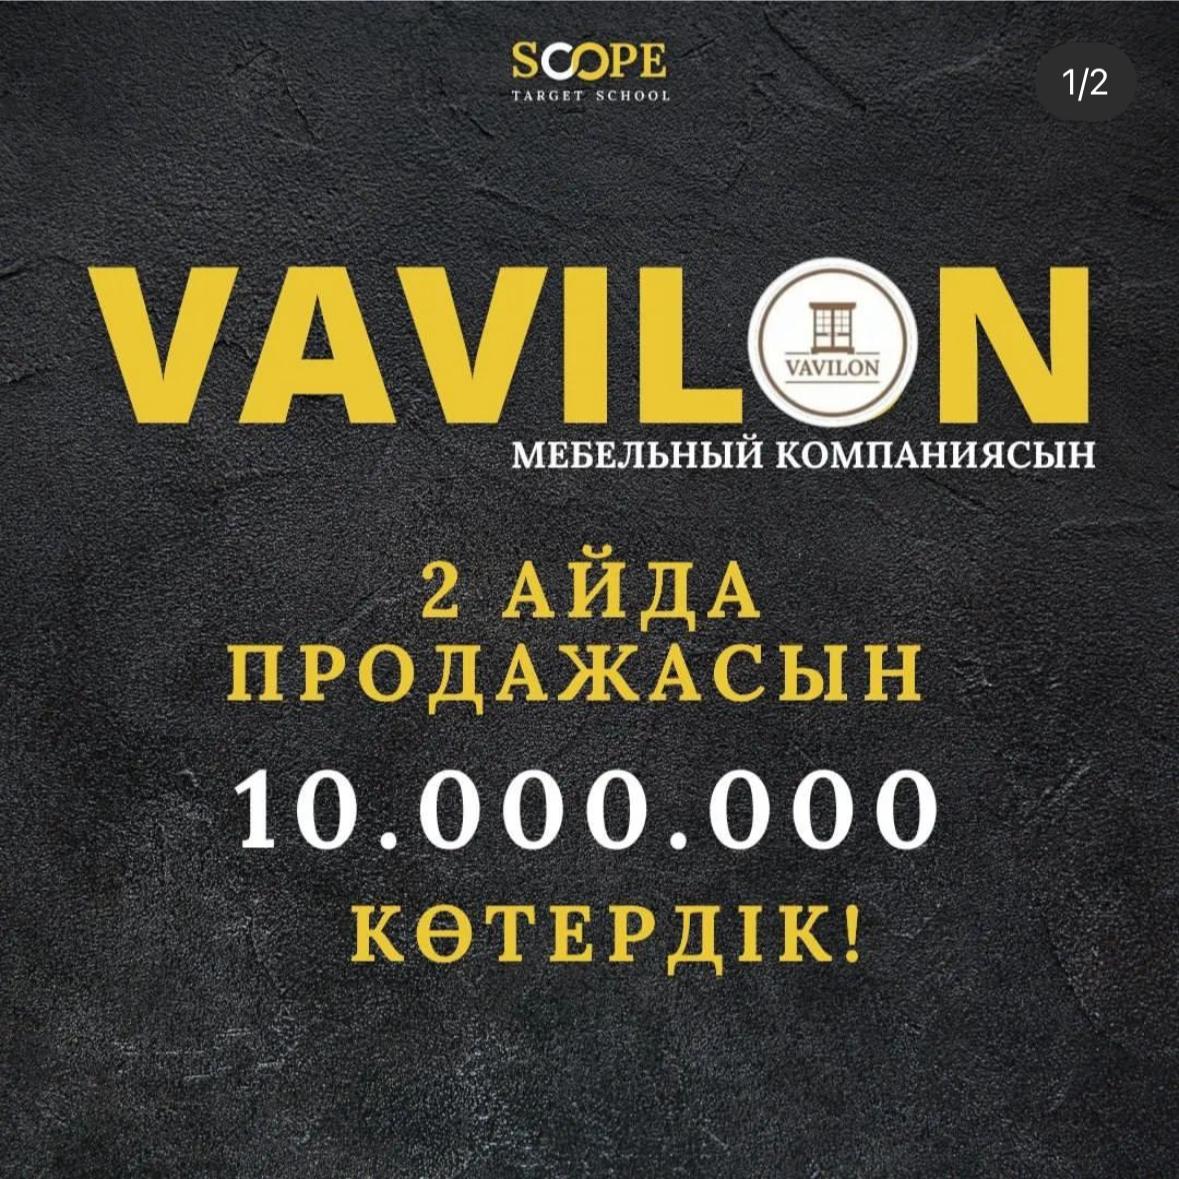 SCOPE
TARGET SCHOOL
1/2
VAVILON
VAVILON
МЕБЕЛЬНЫЙ КОМПАНИЯСЫН
2 АЙДА
ПРОДАЖАСЫН
10.000.000
КӨТЕРДІК!